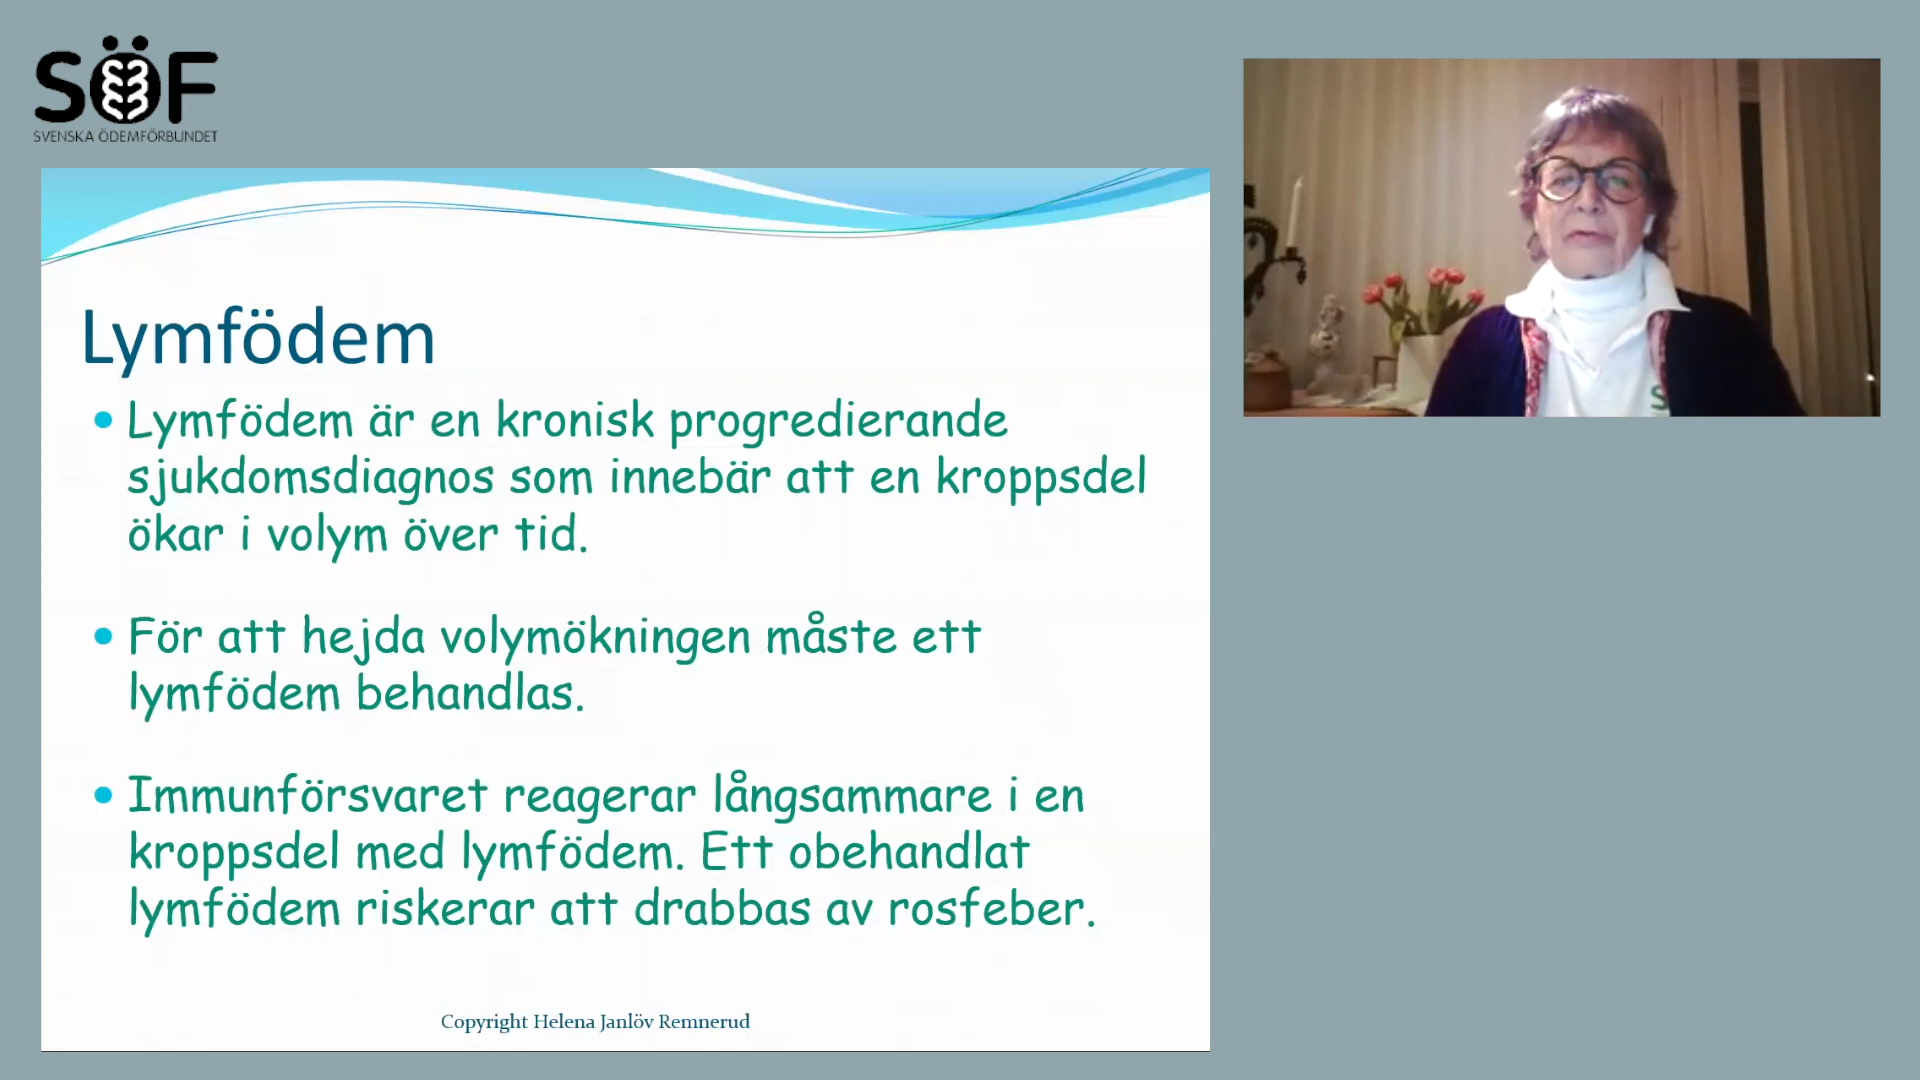 SÖF
SVENSKA ÖDEMFÖRBUNDET
Lymfödem
• Lymfödem är en kronisk progredierande
sjukdomsdiagnos som innebär att en kroppsdel
ökar i volym över tid.
• För att hejda volymökningen måste ett
lymfödem behandlas.
• Immunförsvaret reagerar långsammare i en
kroppsdel med lymfödem. Ett obehandlat
lymfödem riskerar att drabbas av rosfeber.
Copyright Helena Janlöv Remnerud